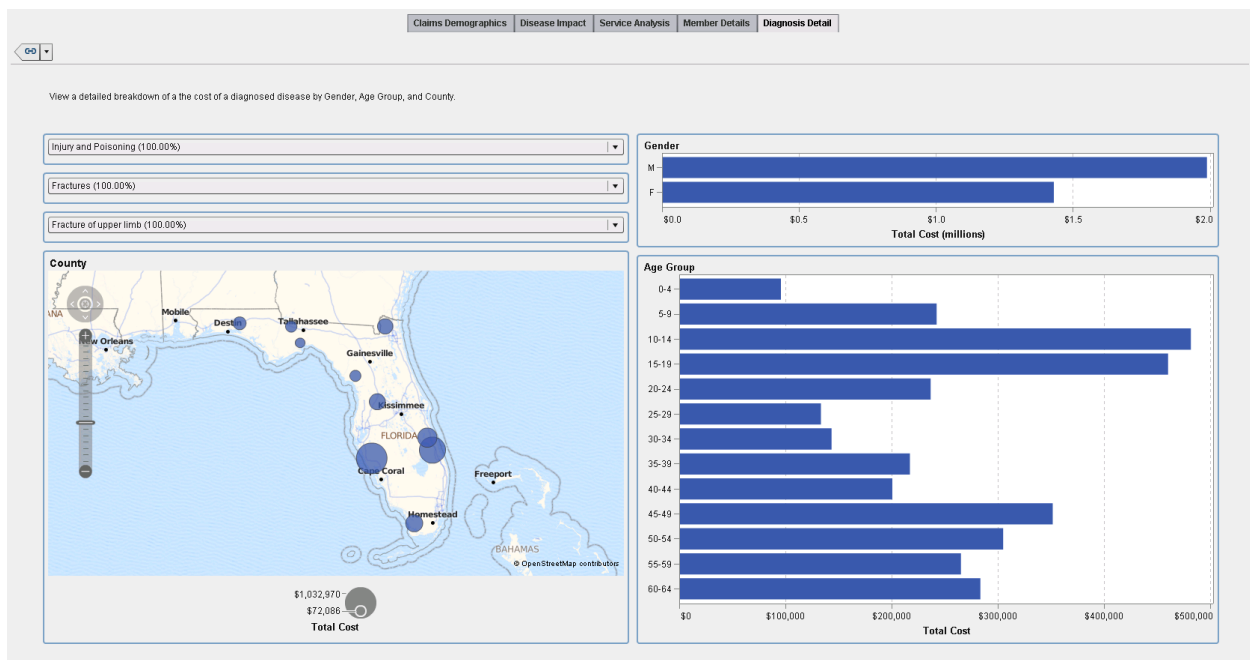 Claims Demographics Disease Impact Service Analysis Member Details Diagnosis Detail
View a detailed breakdown of a the cost of a diagnosed disease by Gender, Age Group, and County.
Injury and Poisoning (100.00%)
Fractures (100.00%)
Fracture of upper limb (100.00%)
Gender
M
F
$0.0 $0.5 $1.0 $1.5 $2.0
Total Cost (millions)
County
ANA
Mobile
Destin
Tallahassee
ew Orleans
Gainesville
Kissimmee
FLORIDA
Cape Coral
Freeport
Homestead
BAHAMAS
© OpenStreetMap contributors
$1,032,970
$72,086
Total Cost
Age Group
0-4
5-9
10-14
15-19
20-24
25-29
30-34
35-39
40-44
45-49
50-54
55-59
60-64
$0 $100,000 $200,000 $300,000 $400,000 $500,000
Total Cost